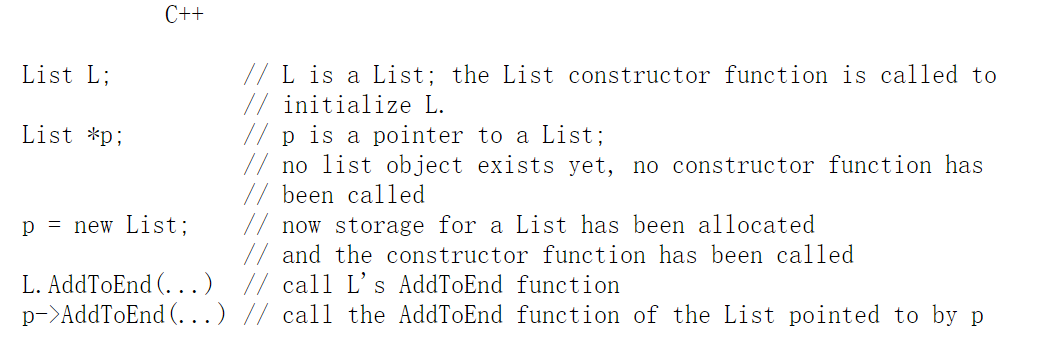 C++
List L; // L is a List; the List constructor function is called to
// initialize L.
List *p; // p is a pointer to a List;
// no list object exists yet, no constructor function has
// been called
p = new List; // now storage for a List has been allocated
// and the constructor function has been called
L.AddToEnd(...) // call L's AddToEnd function
p->AddToEnd(...) // call the AddToEnd function of the List pointed to by p